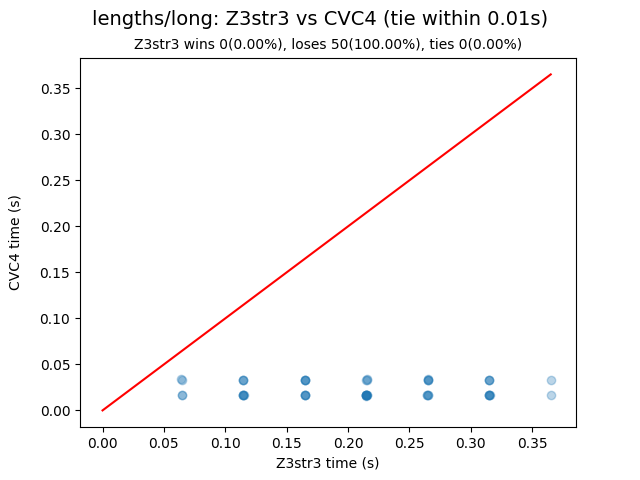 lengths/long: Z3str3 vs CVC4 (tie within 0.01s)
Z3str3 wins 0(0.00%), loses 50(100.00%), ties 0(0.00%)
CVC4 time (s)
0.35
0.30
0.25
0.20
0.15
0.10
0.05
0.00
0.00 0.05 0.10 0.15 0.20 0.25 0.30 0.35
Z3str3 time (s)